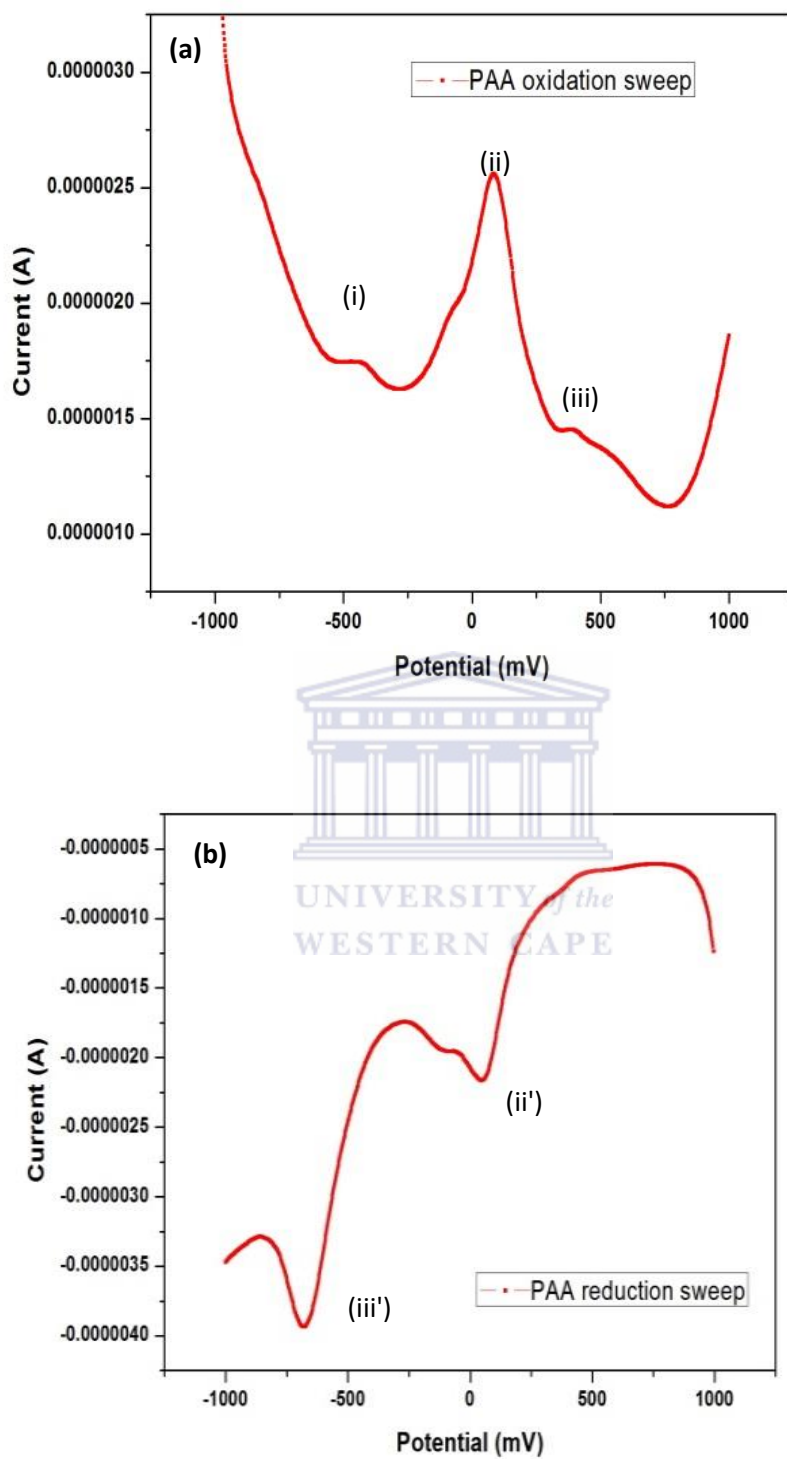 (a)
PAA oxidation sweep
(ii)
(i)
(iii)
Current (A)
0.0000030
0.0000025
0.0000020
0.0000015
0.0000010
-1000 -500 0 500 1000
Potential (mV)
UNIVERSITY of the
WESTERN CAPE
(b)
(ii')
(iii')
PAA reduction sweep
Current (A)
-0.0000005
-0.0000010
-0.0000015
-0.0000020
-0.0000025
-0.0000030
-0.0000035
-0.0000040
-1000 -500 0 500 1000
Potential (mV)